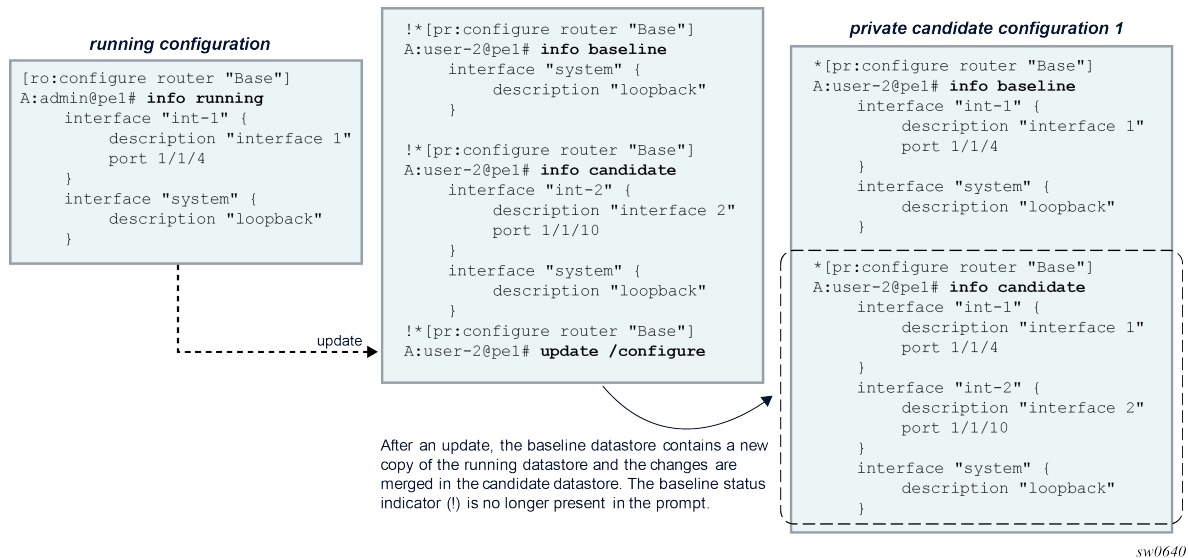 running configuration
[ro:configure router "Base"]
A:admin@pe1# info running
    interface "int-1" {
        description "interface 1"
        port 1/1/4
    }
    interface "system" {
        description "loopback"
    }
update
!*[pr:configure router "Base"]
A:user-2@pe1# info baseline
    interface "system" {
        description "loopback"
    }
!*[pr:configure router "Base"]
A:user-2@pe1# info candidate
    interface "int-2" {
        description "interface 2"
        port 1/1/10
    }
    interface "system" {
        description "loopback"
    }
!*[pr:configure router "Base"]
A:user-2@pe1# update /configure
After an update, the baseline datastore contains a new
copy of the running datastore and the changes are
merged in the candidate datastore. The baseline status
indicator (!) is no longer present in the prompt.
private candidate configuration 1
*[pr:configure router "Base"]
A:user-2@pe1# info baseline
    interface "int-1" {
        description "interface 1"
        port 1/1/4
    }
    interface "system" {
        description "loopback"
    }
*[pr:configure router "Base"]
A:user-2@pe1# info candidate
    interface "int-1" {
        description "interface 1"
        port 1/1/4
    }
    interface "int-2" {
        description "interface 2"
        port 1/1/10
    }
    interface "system" {
        description "loopback"
    }
sw0640